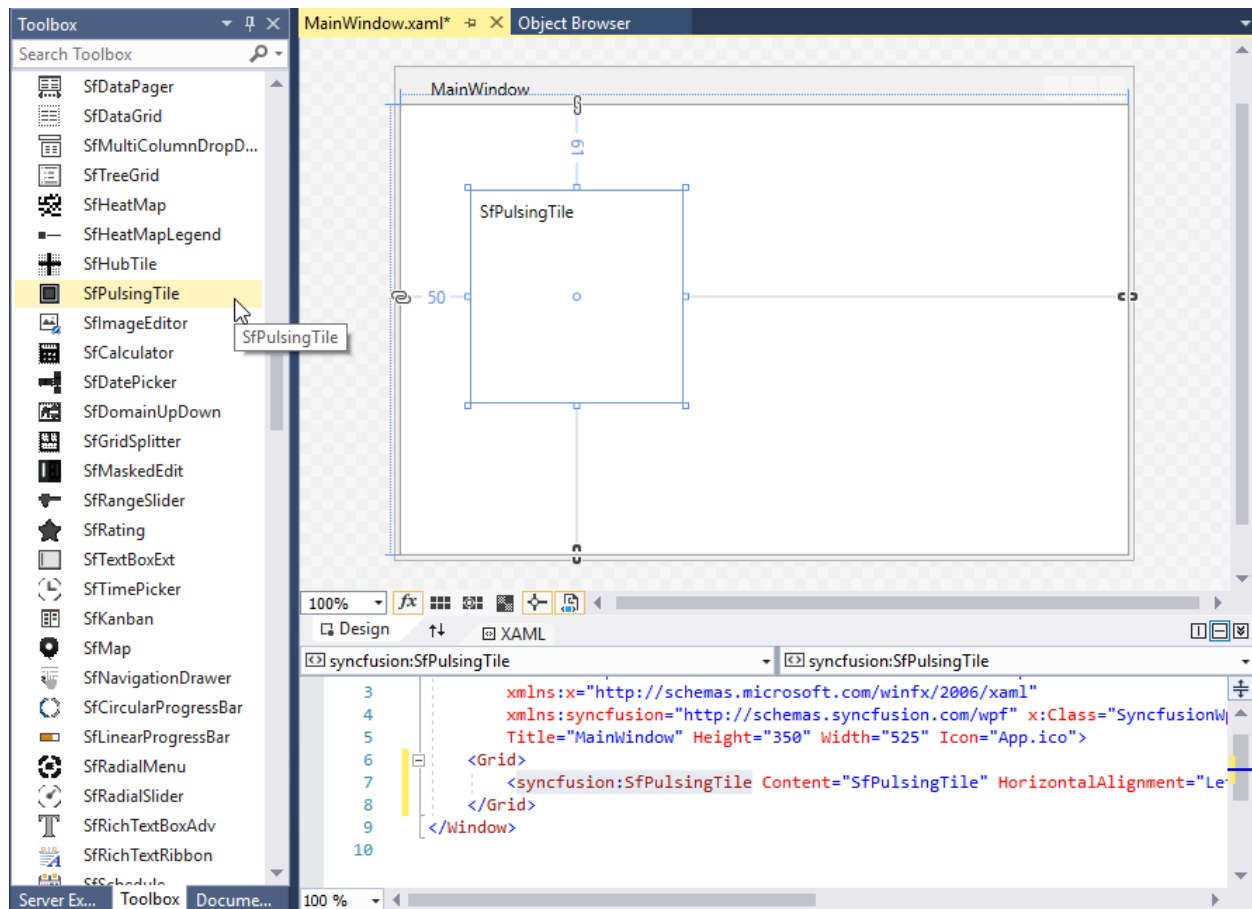 Toolbox
Search Toolbox
SfDataPager
SfDataGrid
SfMultiColumnDropD...
SfTreeGrid
SfHeatMap
SfHeatMapLegend
SfHubTile
SfPulsingTile
SfImageEditor
SfPulsingTile
SfCalculator
SfDatePicker
SfDomainUpDown
SfGridSplitter
SfMaskedEdit
SfRangeSlider
SfRating
SfTextBoxExt
SfTimePicker
SfKanban
SfMap
SfNavigationDrawer
SfCircularProgressBar
SfLinearProgressBar
SfRadialMenu
SfRadialSlider
SfRichTextBoxAdv
SfRichTextRibbon
SfSchedule
Server Ex... Toolbox Docume...
MainWindow.xaml* Object Browser
MainWindow
61
SfPulsingTile
50
100% fx
Design XAML
syncfusion:SfPulsingTile syncfusion:SfPulsingTile
3 xmlns:x="http://schemas.microsoft.com/winfx/2006/xaml"
4 xmlns:syncfusion="http://schemas.syncfusion.com/wpf" x:Class="SyncfusionW
5 Title="MainWindow" Height="350" Width="525" Icon="App.ico">
6 <Grid>
7 <syncfusion:SfPulsingTile Content="SfPulsingTile" HorizontalAlignment="Le
8 </Grid>
9 </Window>
10
100 %